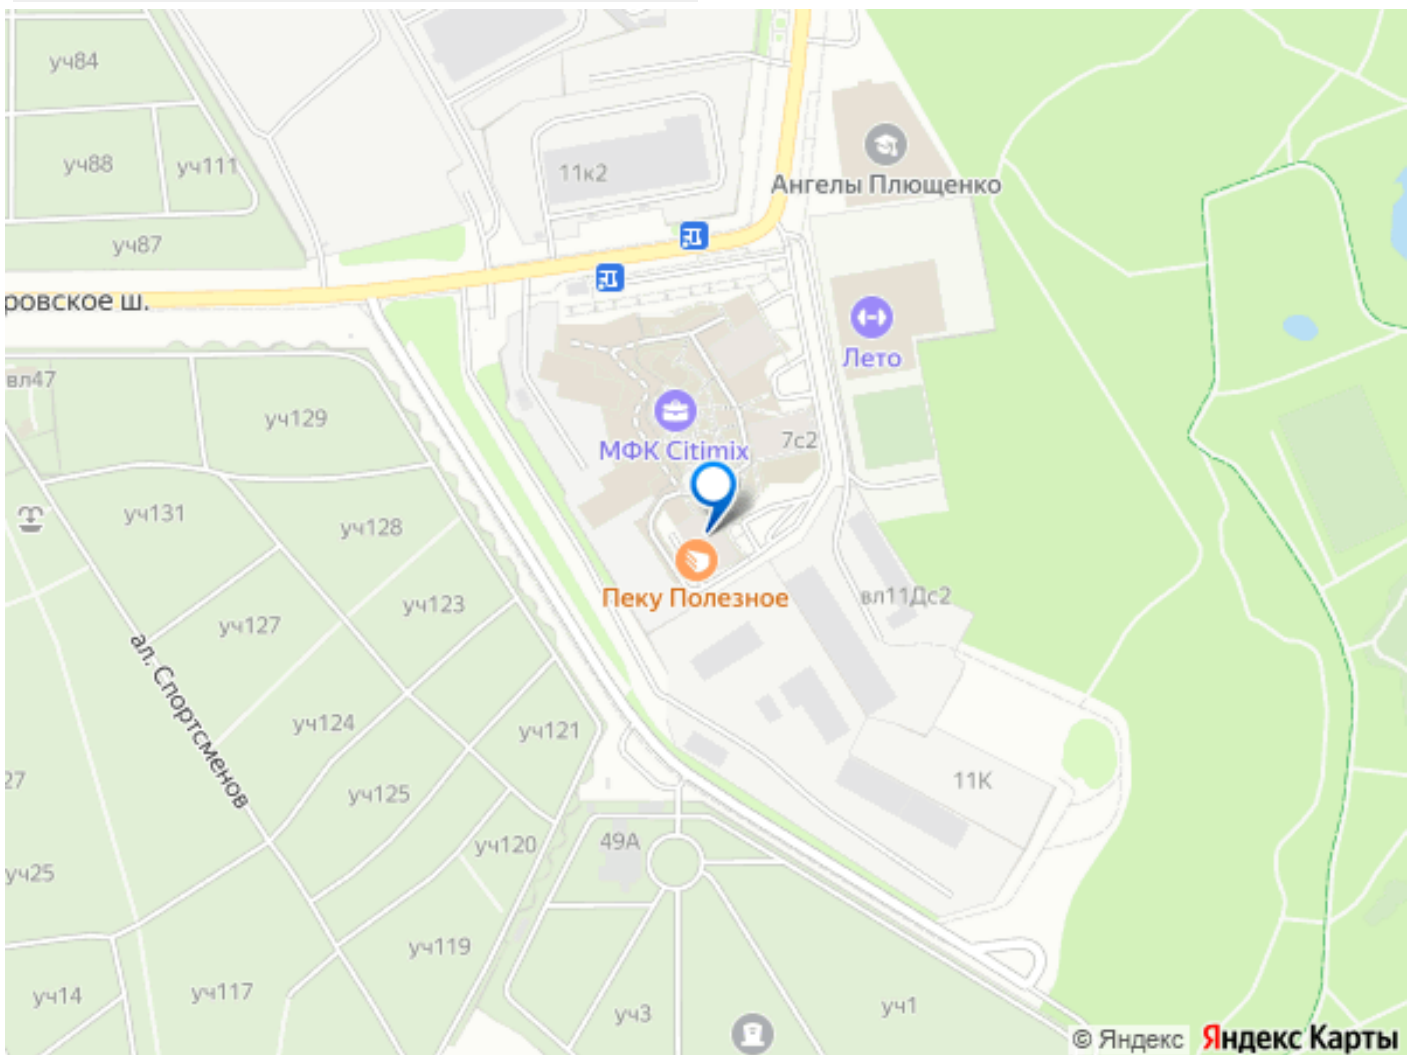 уч84
уч88
уч111
11к2
Ангелы Плющенко
уч87
ровское ш.
Лето
вл47
уч129
МФК Citimix
7с2
уч131
уч128
Пеку Полезное
вл11Дс2
уч123
уч127
ал. Спортсменов
уч124
уч121
27
уч125
11К
уч120
49А
уч25
уч119
уч14
уч117
уч3
уч1
© Яндекс Яндекс Карты